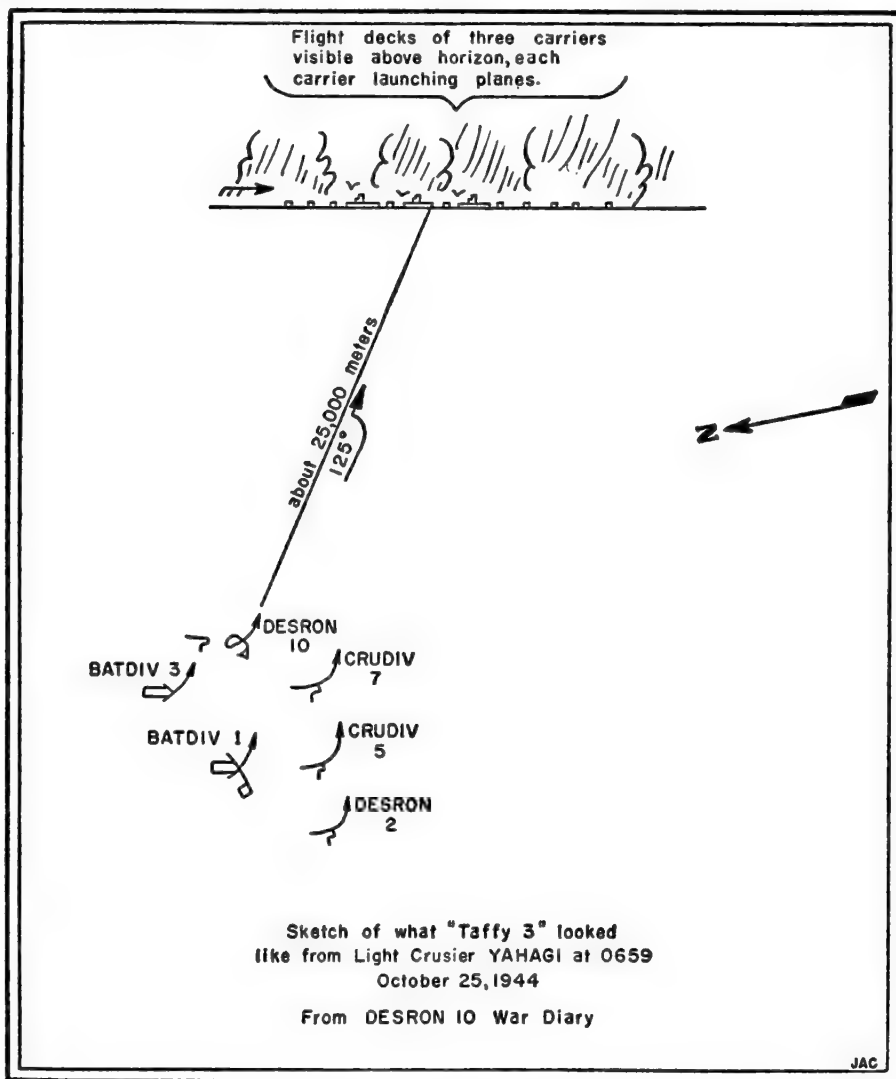 Flight decks of three carriers
visible above horizon, each
carrier launching planes.
about 25,000 meters
125°
N
DESRON
10
BATDIV 3
CRUDIV
7
BATDIV 1
CRUDIV
5
DESRON
2
Sketch of what "Taffy 3" looked
like from Light Crusier YAHAGI at 0659
October 25, 1944
From DESRON 10 War Diary
JAC